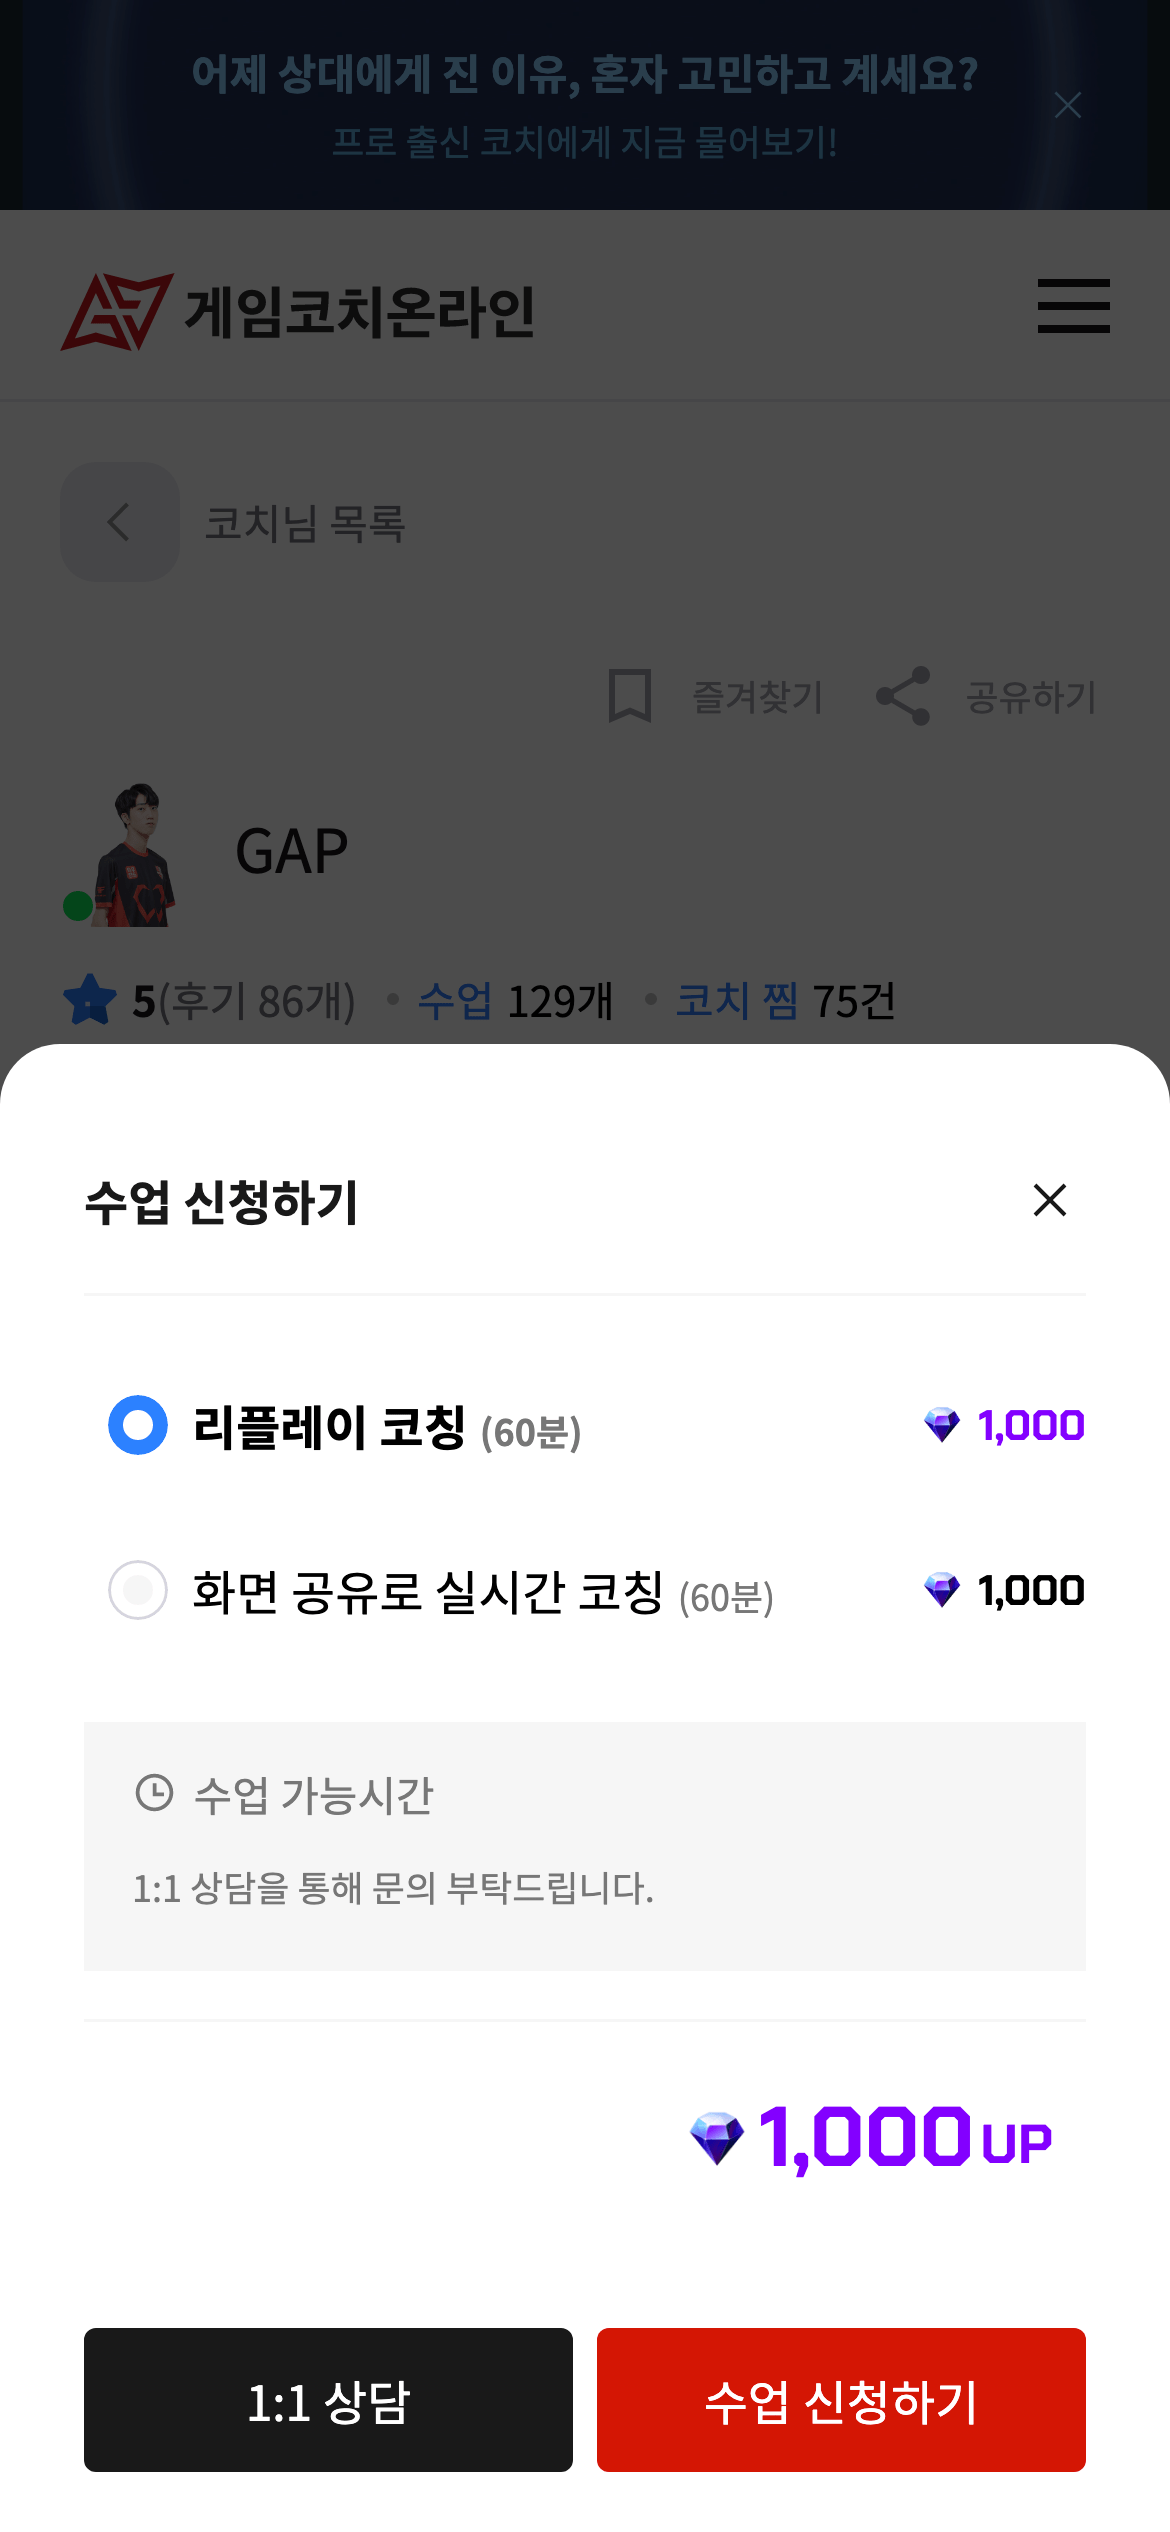 어제 상대에게 진 이유, 혼자 고민하고 계세요?
프로 출신 코치에게 지금 물어보기!
게임코치온라인
코치님 목록
즐겨찾기 공유하기
GAP
5(후기 86개) • 수업 129개 • 코치 찜 75건
수업 신청하기
리플레이 코칭 (60분) 1,000
화면 공유로 실시간 코칭 (60분) 1,000
수업 가능시간
1:1 상담을 통해 문의 부탁드립니다.
1,000 UP
1:1 상담 수업 신청하기